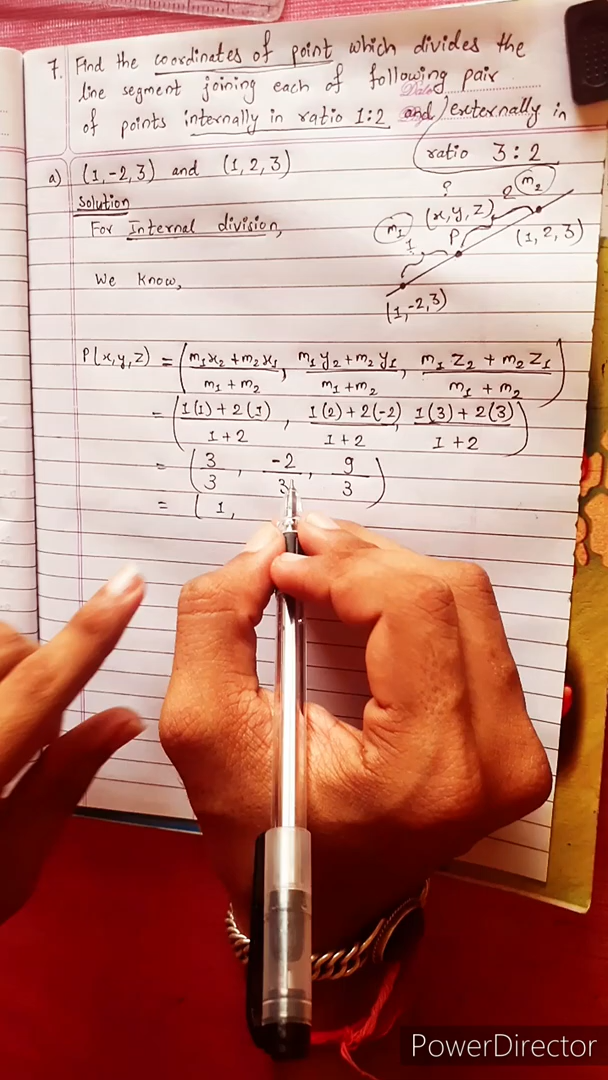 7. Find the coordinates of point which divides the
line segment joining each of following pair
of points internally in ratio 1:2 and externally in
ratio 3:2
a) (1,-2,3) and (1,2,3)
Solution
For Internal division,
? 2 m₂
m₁ 1 (x,y,z)
P (1,2,3)
(1,-2,3)
We know,
P(x,y,z) = (m₁x₂+m₂x₁/m₁+m₂, m₁y₂+m₂y₁/m₁+m₂, m₁z₂+m₂z₁/m₁+m₂)
= (1(1)+2(1)/1+2, 1(2)+2(-2)/1+2, 1(3)+2(3)/1+2)
= (3/3, -2/3, 9/3)
= (1,
PowerDirector